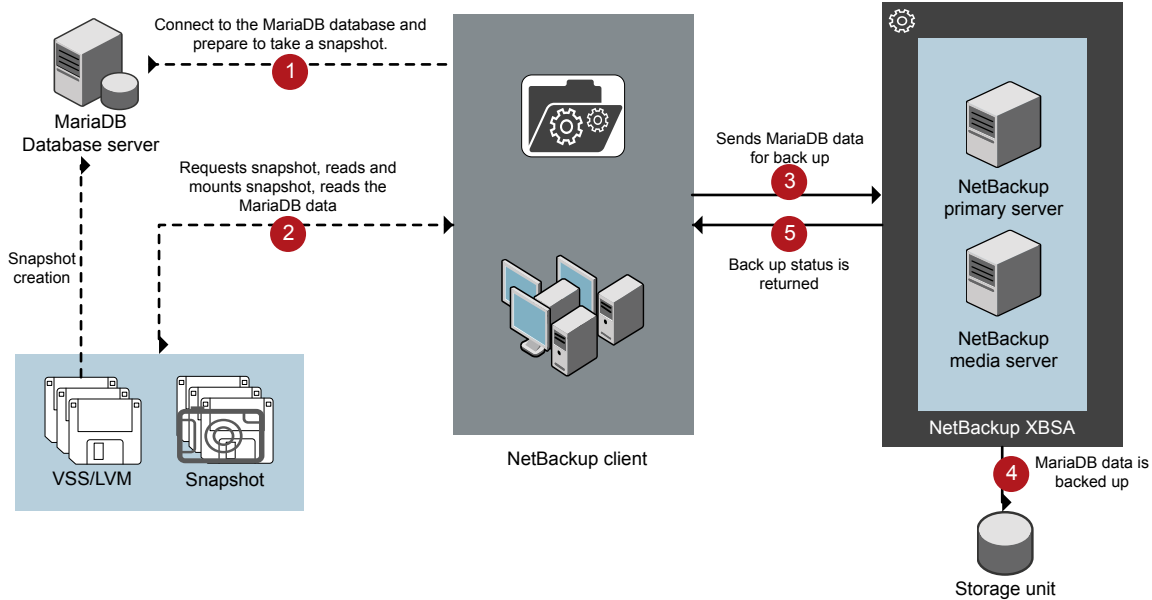 Connect to the MariaDB database and
prepare to take a snapshot.
1
MariaDB
Database server
Requests snapshot, reads and
mounts snapshot, reads the
MariaDB data
2
Snapshot
creation
VSS/LVM
Snapshot
NetBackup client
Sends MariaDB data
for back up
3
5
Back up status is
returned
NetBackup
primary server
NetBackup
media server
NetBackup XBSA
4
MariaDB data is
backed up
Storage unit